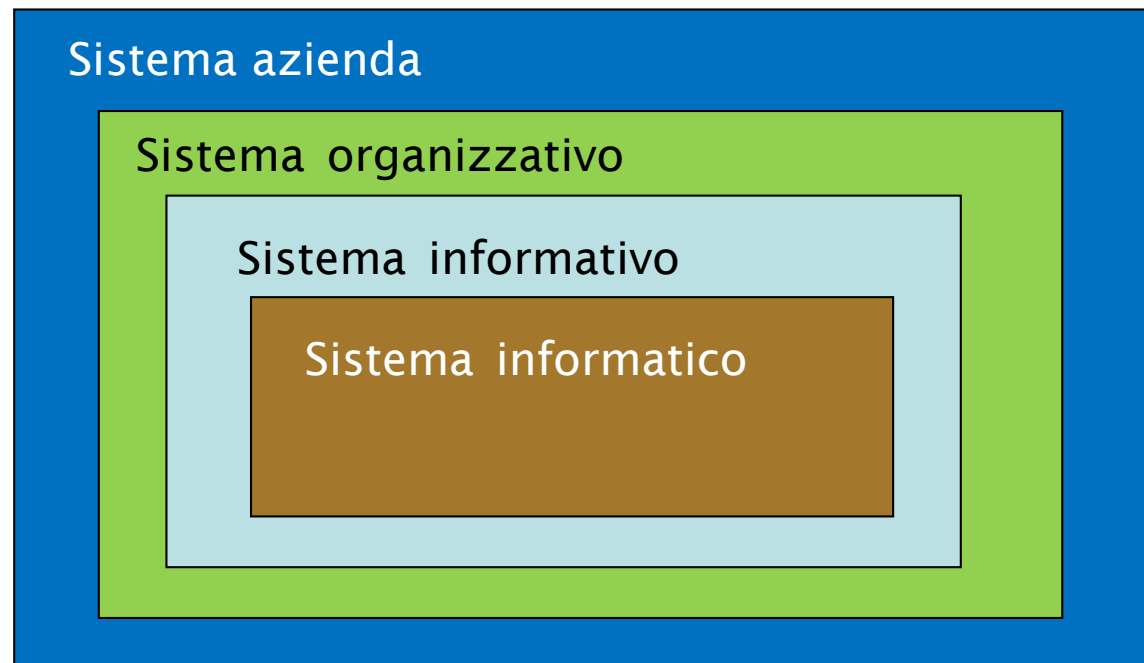 Sistema azienda
Sistema organizzativo
Sistema informativo
Sistema informatico